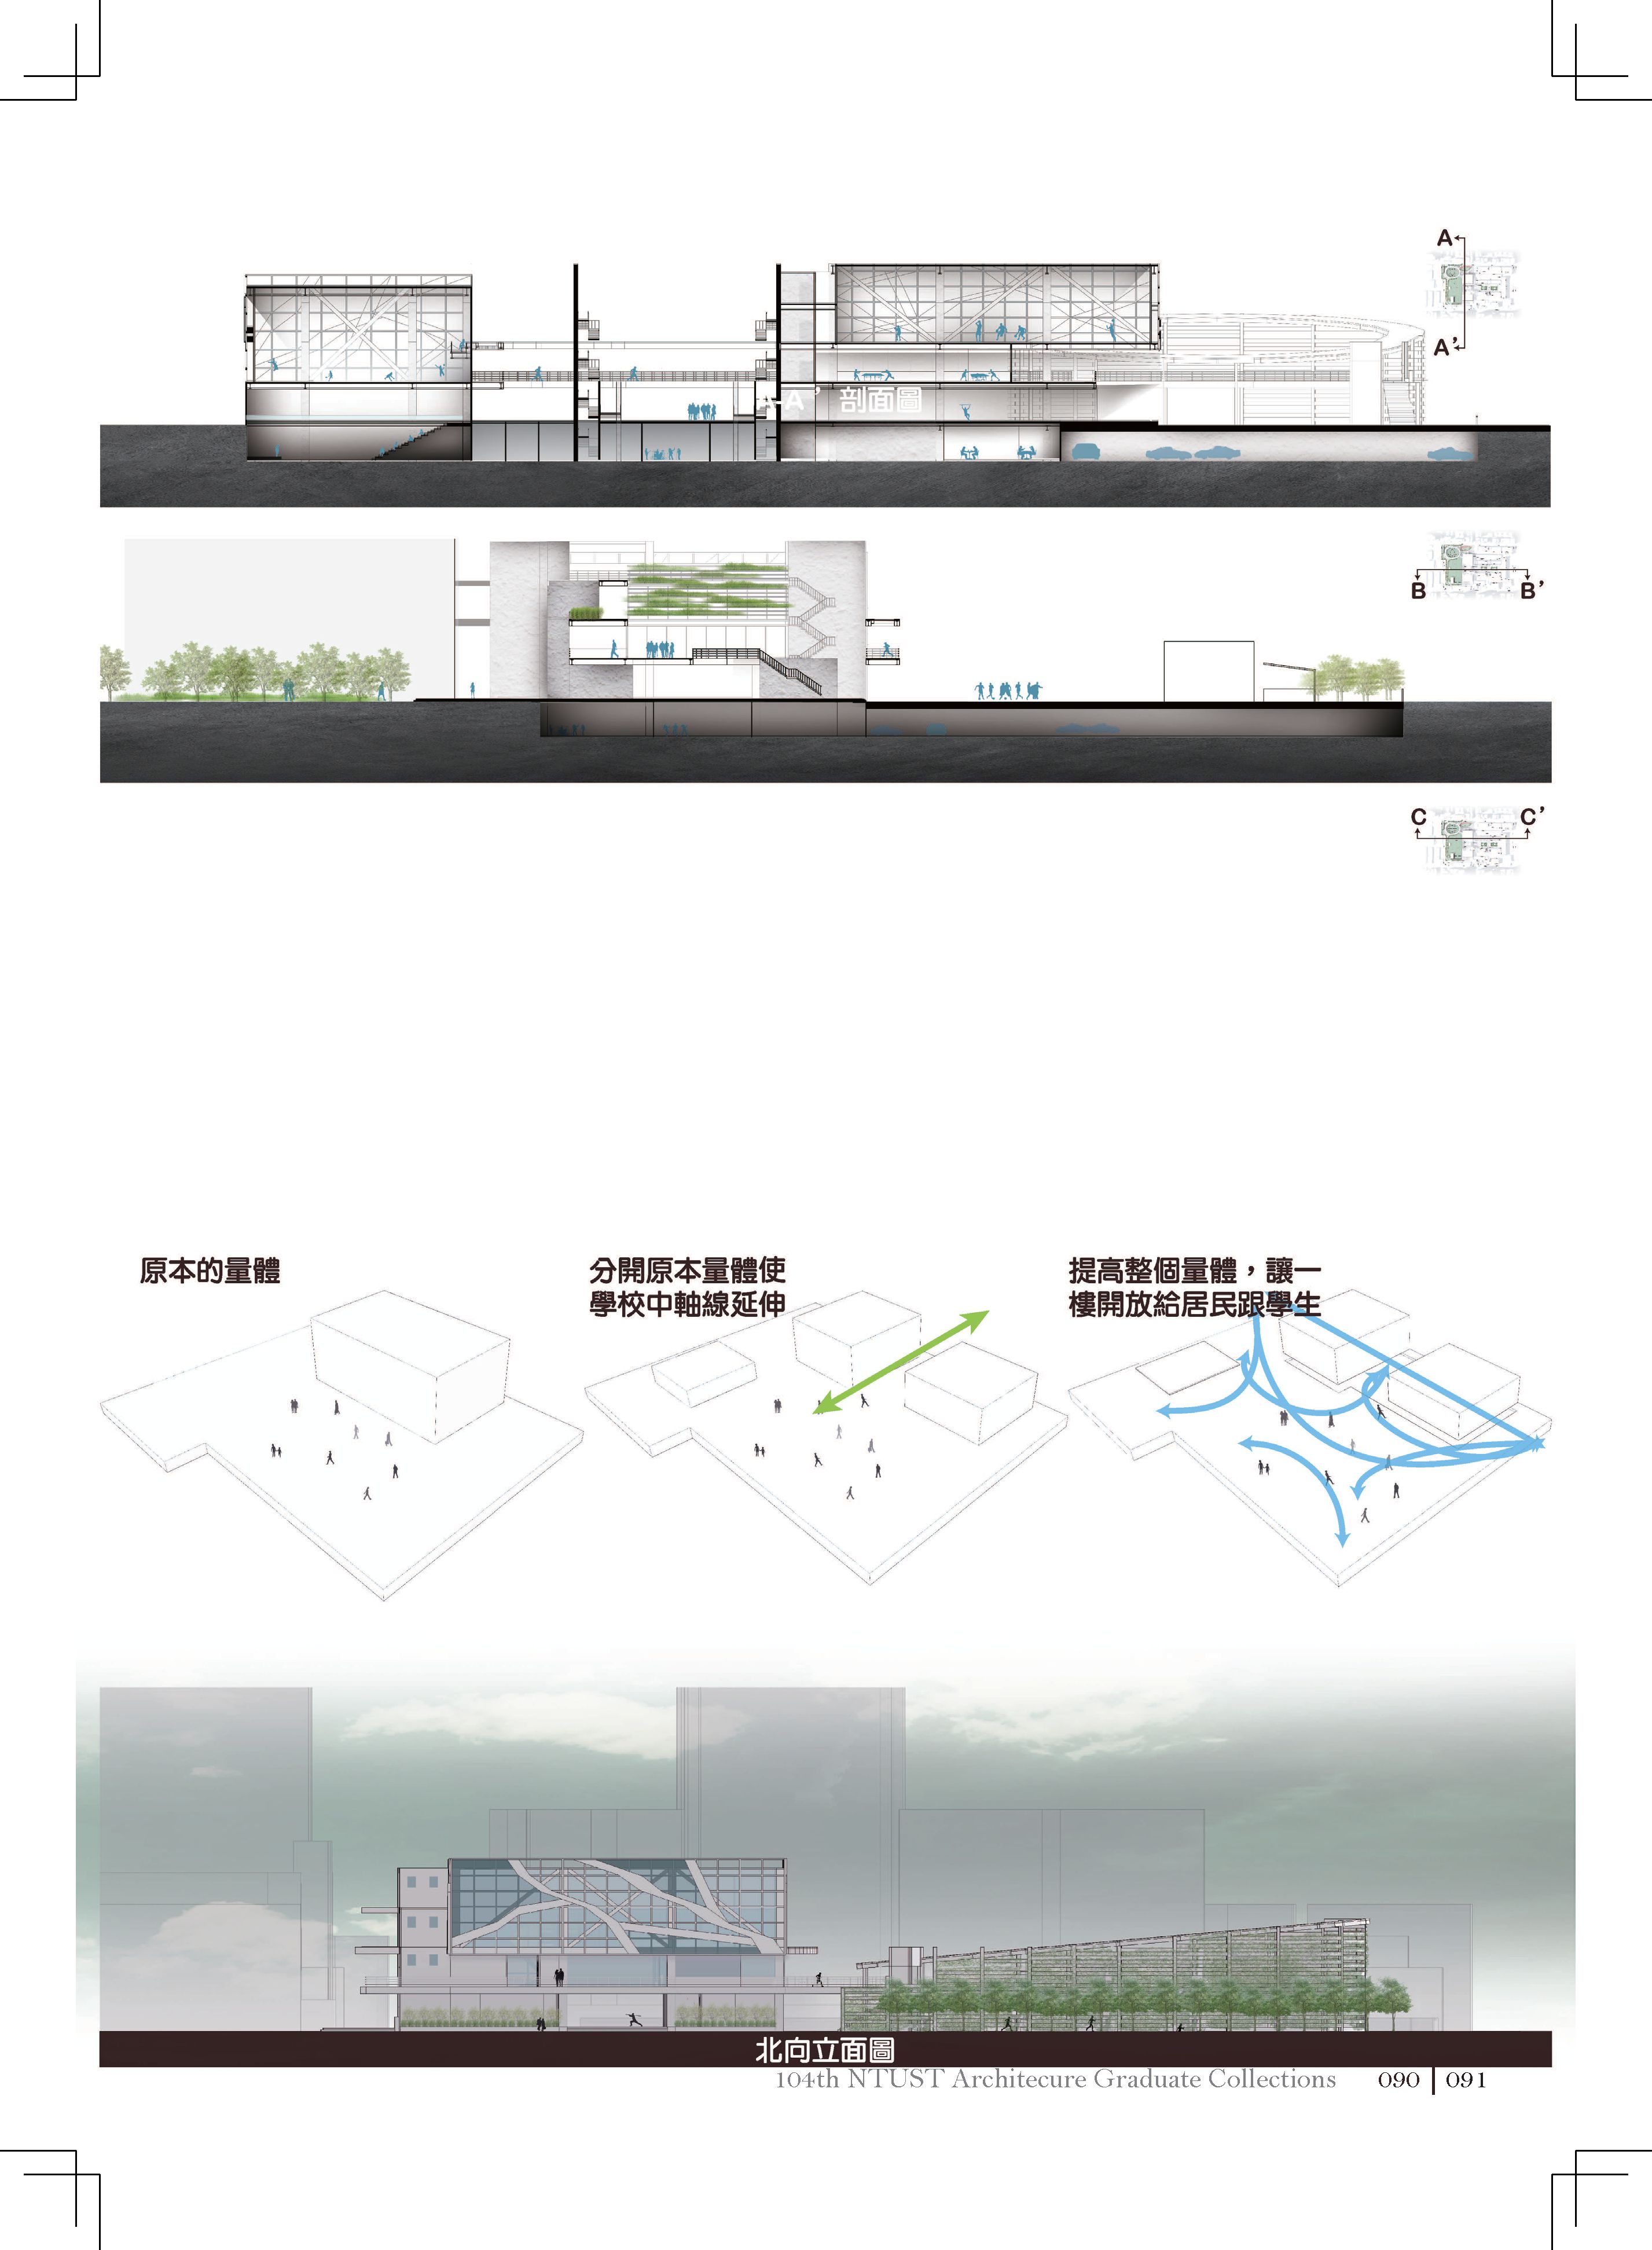 A
A’
A-A’ 剖面圖
B
B’
C
C’
原本的量體
分開原本量體使
學校中軸線延伸
提高整個量體，讓一
樓開放給居民跟學生
北向立面圖
104th NTUST Architecure Graduate Collections 090 | 091